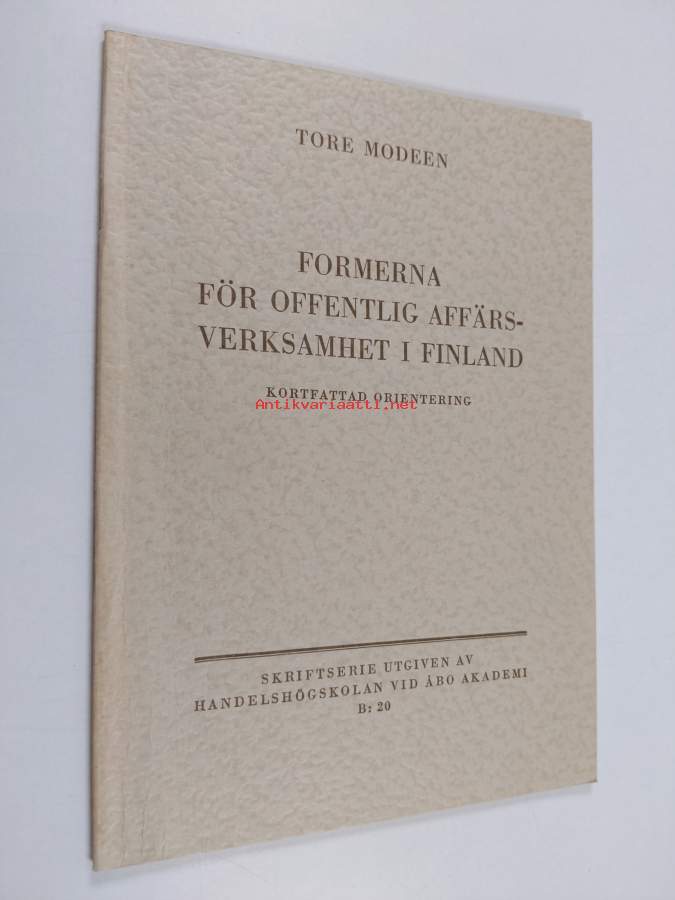 TORE MODEEN
FORMERNA
FÖR OFFENTLIG AFFÄRS-
VERKSAMHET I FINLAND
KORTFATTAD ORIENTERING
Antikvariaatti.net
SKRIFTSERIE UTGIVEN AV
HANDELSHÖGSKOLAN VID ÅBO AKADEMI
B: 20